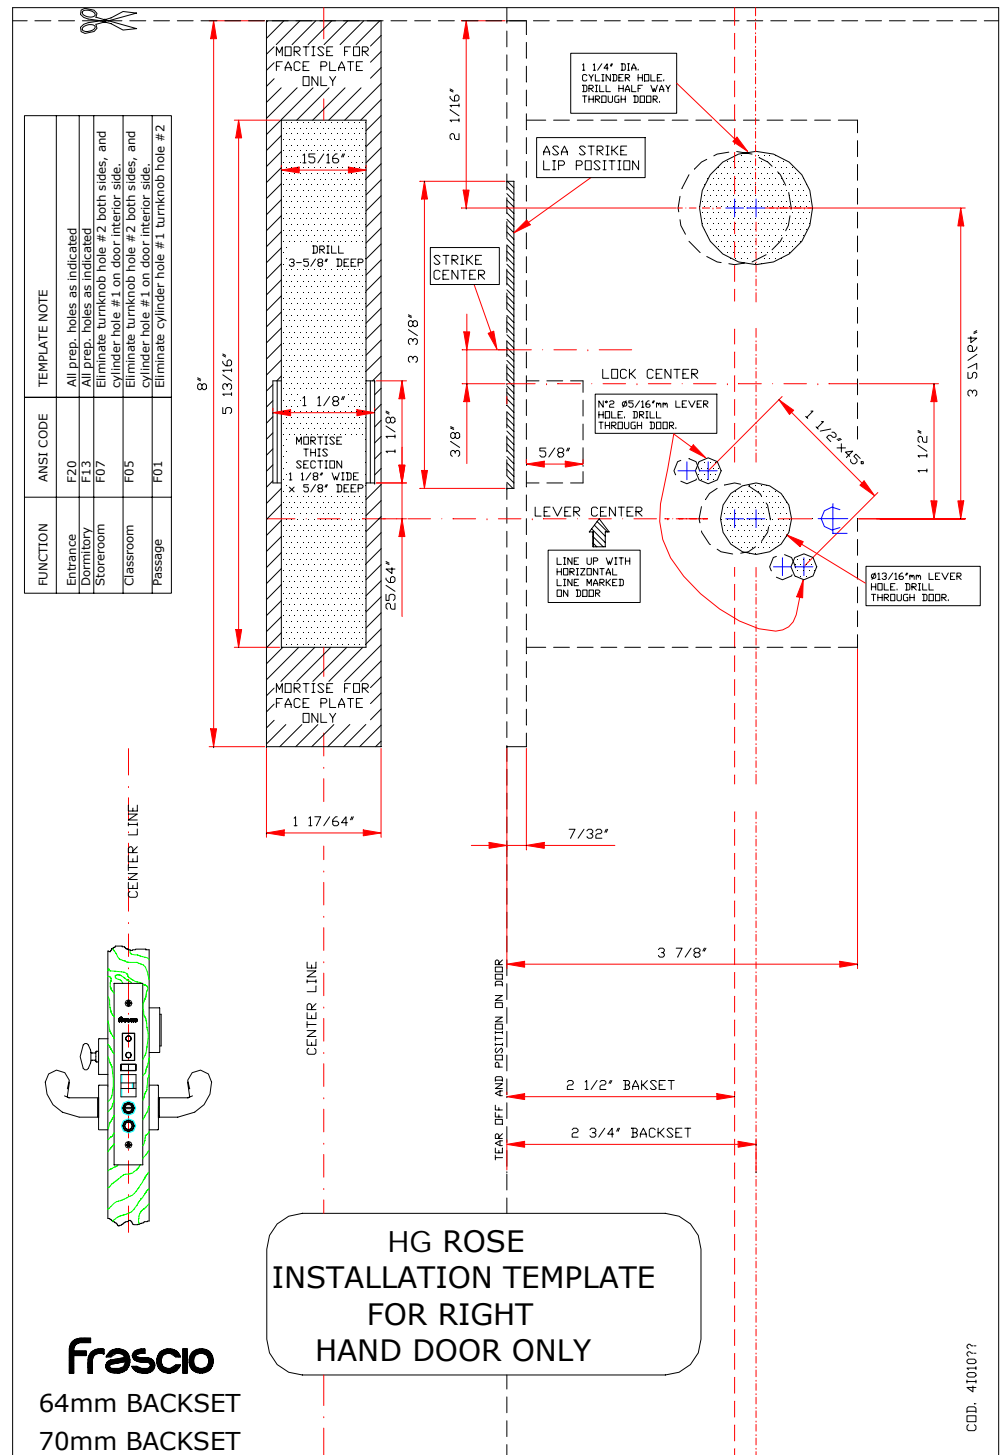 MORTISE FOR
FACE PLATE
ONLY
1 1/4" DIA.
CYLINDER HOLE.
DRILL HALF WAY
THROUGH DOOR.
2 1/16"
ASA STRIKE
LIP POSITION
15/16"
DRILL
3-5/8" DEEP
STRIKE
CENTER
3 3/8"
8"
5 13/16"
3 27/64"
LOCK CENTER
1 1/8"
1 1/8"
3/8"
5/8"
N°2 ø5/16"mm LEVER
HOLE. DRILL
THROUGH DOOR.
1 1/2"x45°
1 1/2"
MORTISE
THIS
SECTION
1 1/8" WIDE
x 5/8" DEEP
LEVER CENTER
LINE UP WITH
HORIZONTAL
LINE MARKED
ON DOOR
25/64"
ø13/16"mm LEVER
HOLE. DRILL
THROUGH DOOR.
MORTISE FOR
FACE PLATE
ONLY
FUNCTION ANSI CODE TEMPLATE NOTE
Entrance F20 All prep. holes as indicated
Dormitory F13 All prep. holes as indicated
Storeroom F07 Eliminate turnknob hole #2 both sides, and
cylinder hole #1 on door interior side.
Classroom F05 Eliminate turnknob hole #2 both sides, and
cylinder hole #1 on door interior side.
Passage F01 Eliminate cylinder hole #1 turnknob hole #2
1 17/64"
7/32"
CENTER LINE
CENTER LINE
3 7/8"
TEAR OFF AND POSITION ON DOOR
2 1/2" BAKSET
2 3/4" BACKSET
frascio
HG ROSE
INSTALLATION TEMPLATE
FOR RIGHT
HAND DOOR ONLY
frascio
64mm BACKSET
70mm BACKSET
COD. 4I010??